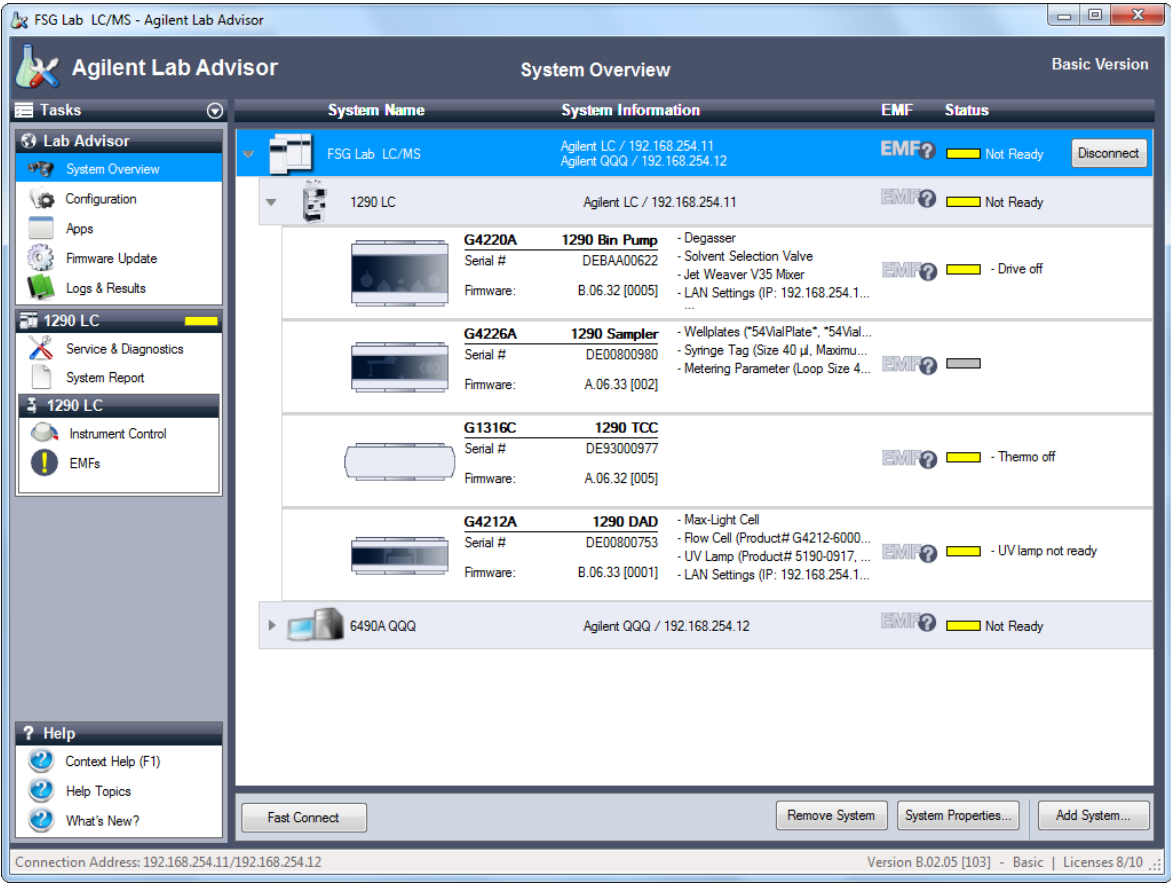 FSG Lab LC/MS - Agilent Lab Advisor
Agilent Lab Advisor
System Overview
Basic Version
Tasks
System Name
System Information
EMF
Status
Lab Advisor
System Overview
Configuration
Apps
Firmware Update
Logs & Results
1290 LC
Service & Diagnostics
System Report
1290 LC
Instrument Control
EMFs
FSG Lab LC/MS
Agilent LC / 192.168.254.11
Agilent QQQ / 192.168.254.12
EMF?
Not Ready
Disconnect
1290 LC
Agilent LC / 192.168.254.11
EMF?
Not Ready
G4220A 1290 Bin Pump
Serial # DEBAA00622
Firmware: B.06.32 [0005]
- Degasser
- Solvent Selection Valve
- Jet Weaver V35 Mixer
- LAN Settings (IP: 192.168.254.1...
...
EMF?
- Drive off
G4226A 1290 Sampler
Serial # DE00800980
Firmware: A.06.33 [002]
- Wellplates ("54VialPlate", "54Vial...
- Syringe Tag (Size 40 µl, Maximu...
- Metering Parameter (Loop Size 4...
EMF?
G1316C 1290 TCC
Serial # DE93000977
Firmware: A.06.32 [005]
EMF?
- Thermo off
G4212A 1290 DAD
Serial # DE00800753
Firmware: B.06.33 [0001]
- Max-Light Cell
- Flow Cell (Product# G4212-6000...
- UV Lamp (Product# 5190-0917, ...
- LAN Settings (IP: 192.168.254.1...
EMF?
- UV lamp not ready
6490A QQQ
Agilent QQQ / 192.168.254.12
EMF?
Not Ready
? Help
Context Help (F1)
Help Topics
What's New?
Fast Connect
Remove System
System Properties...
Add System...
Connection Address: 192.168.254.11/192.168.254.12
Version B.02.05 [103] - Basic | Licenses 8/10